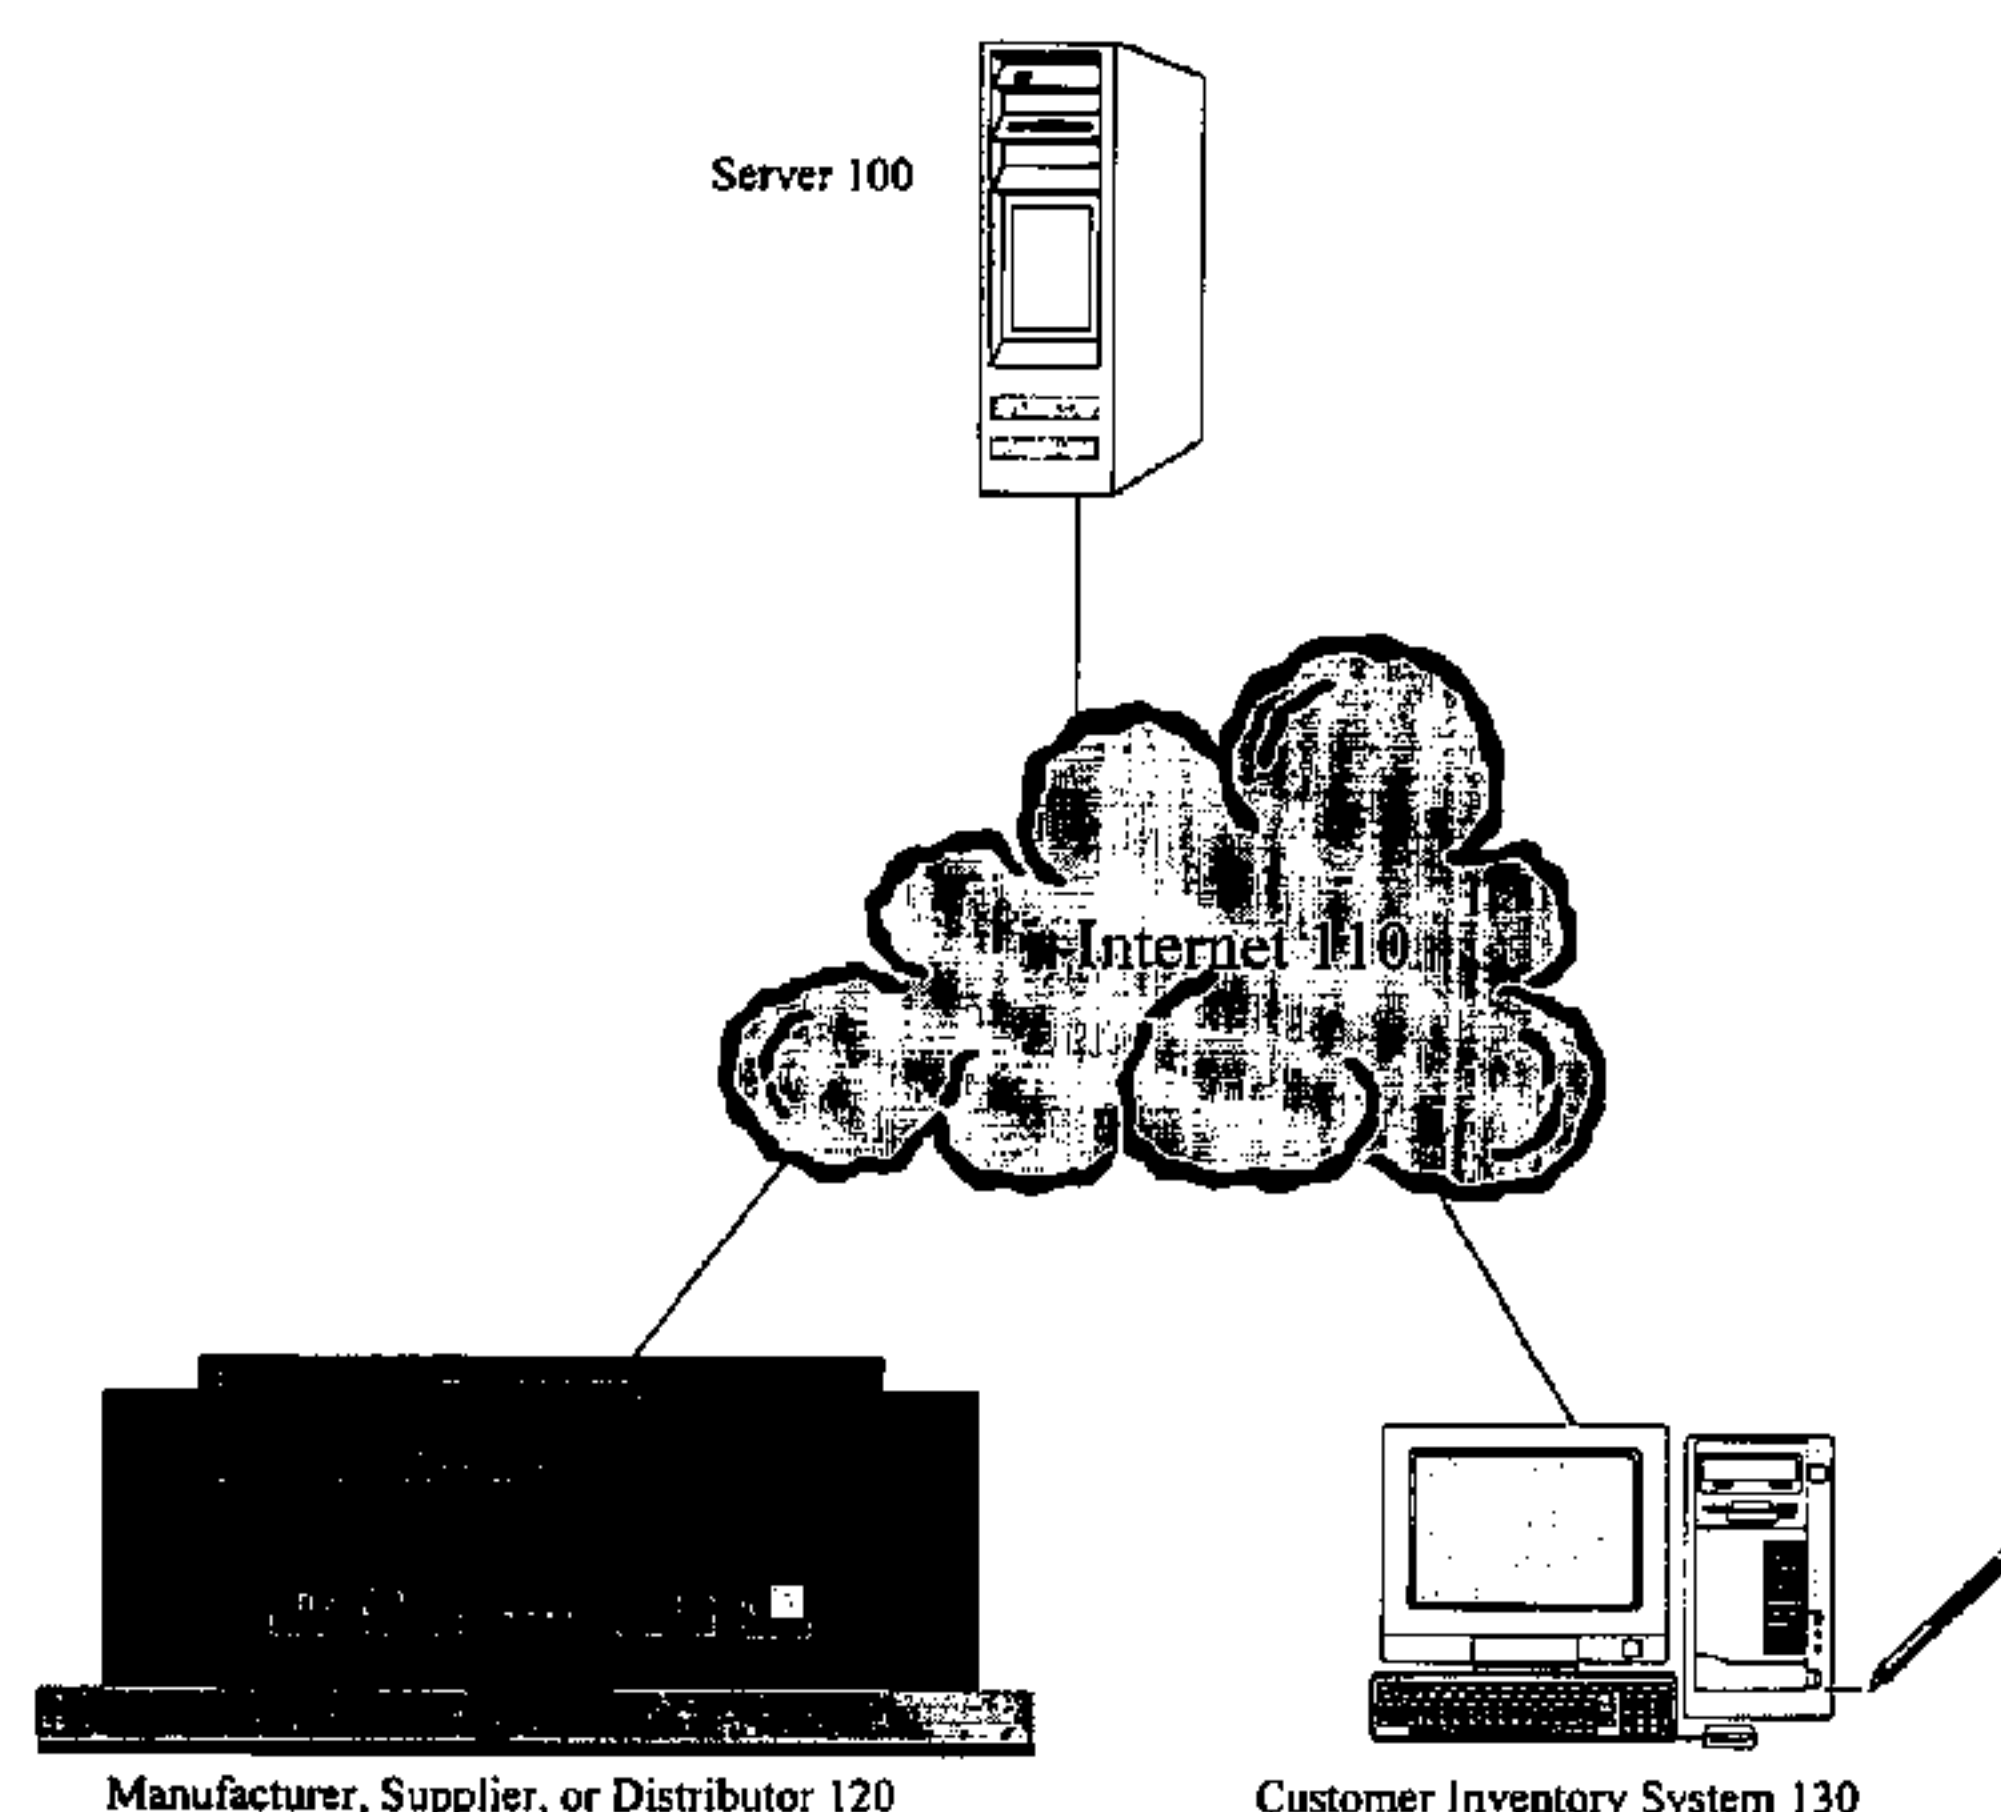 Server 100
Internet 110
Manufacturer, Supplier, or Distributor 120
Customer Inventory System 130